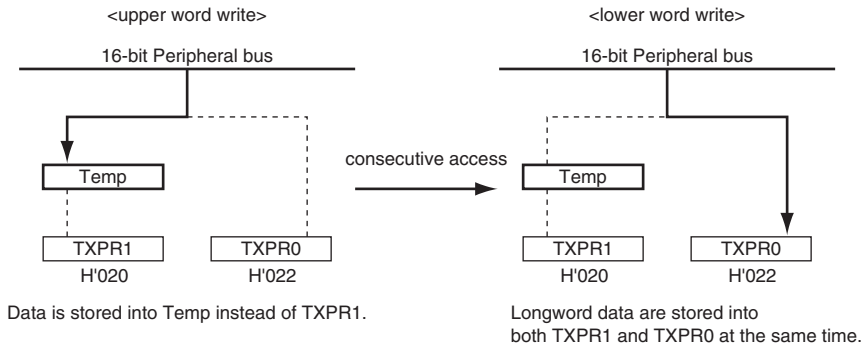 <upper word write>
16-bit Peripheral bus
Temp
TXPR1
TXPR0
H'020
H'022
Data is stored into Temp instead of TXPR1.
consecutive access
<lower word write>
16-bit Peripheral bus
Temp
TXPR1
TXPR0
H'020
H'022
Longword data are stored into
both TXPR1 and TXPR0 at the same time.